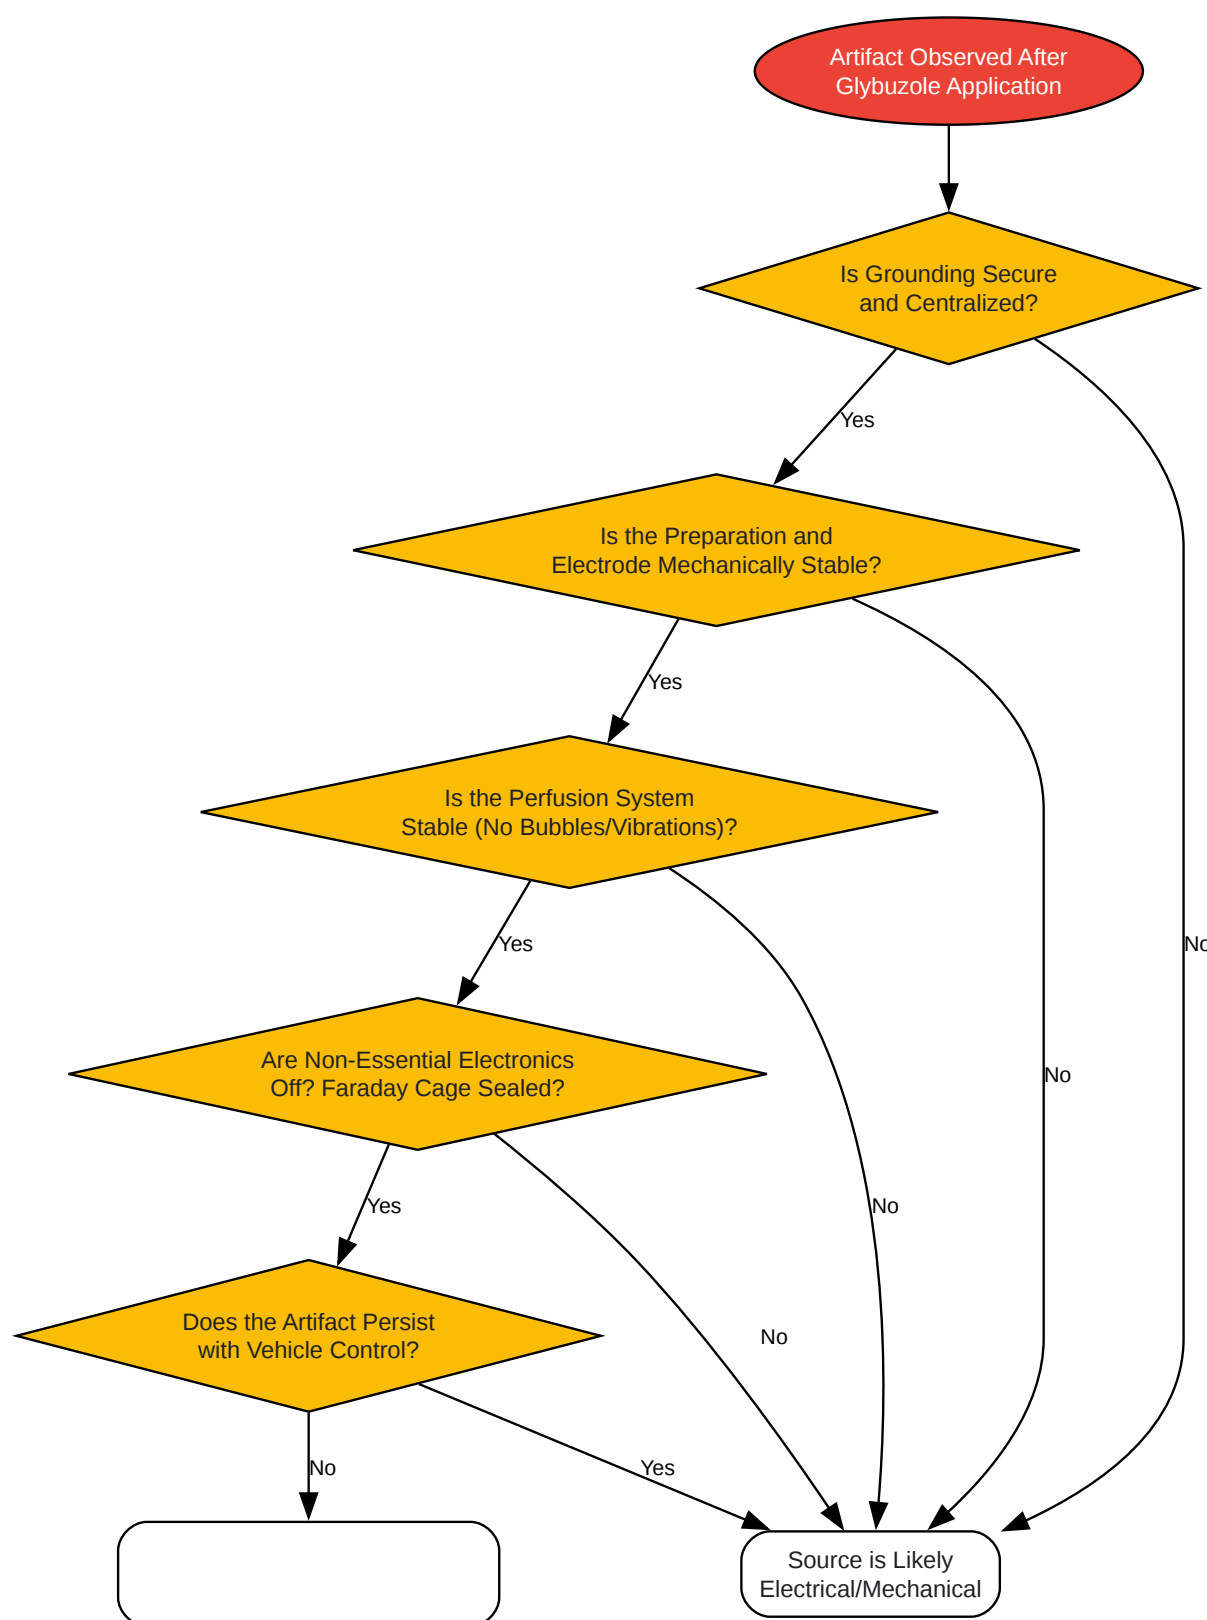 Artifact Observed After
Glybuzole Application
Is Grounding Secure
and Centralized?
Yes
Is the Preparation and
Electrode Mechanically Stable?
Yes
Is the Perfusion System
Stable (No Bubbles/Vibrations)?
Yes
No
Are Non-Essential Electronics
Off? Faraday Cage Sealed?
No
Yes
No
Does the Artifact Persist
with Vehicle Control?
No
No
Yes
Source is Likely
Electrical/Mechanical